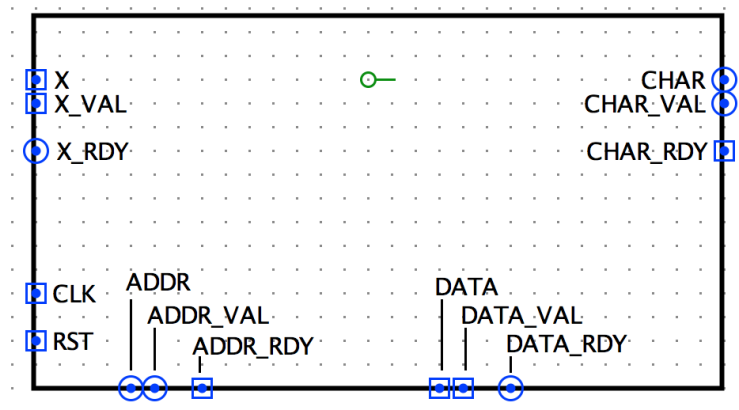 X
CHAR
X_VAL
CHAR_VAL
X_RDY
CHAR_RDY
CLK
ADDR
DATA
ADDR_VAL
DATA_VAL
RST
ADDR_RDY
DATA_RDY